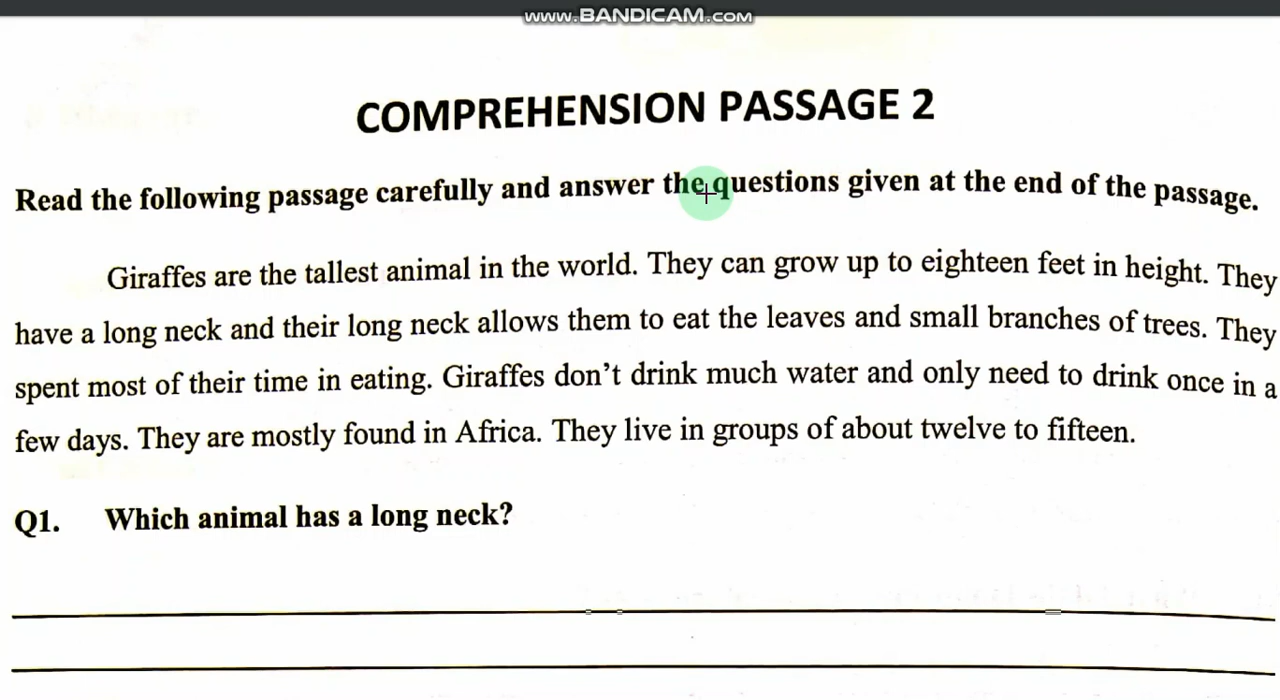 www.BANDICAM.com
COMPREHENSION PASSAGE 2
Read the following passage carefully and answer the questions given at the end of the passage.
Giraffes are the tallest animal in the world. They can grow up to eighteen feet in height. They
have a long neck and their long neck allows them to eat the leaves and small branches of trees. They
spent most of their time in eating. Giraffes don’t drink much water and only need to drink once in a
few days. They are mostly found in Africa. They live in groups of about twelve to fifteen.
Q1. Which animal has a long neck?